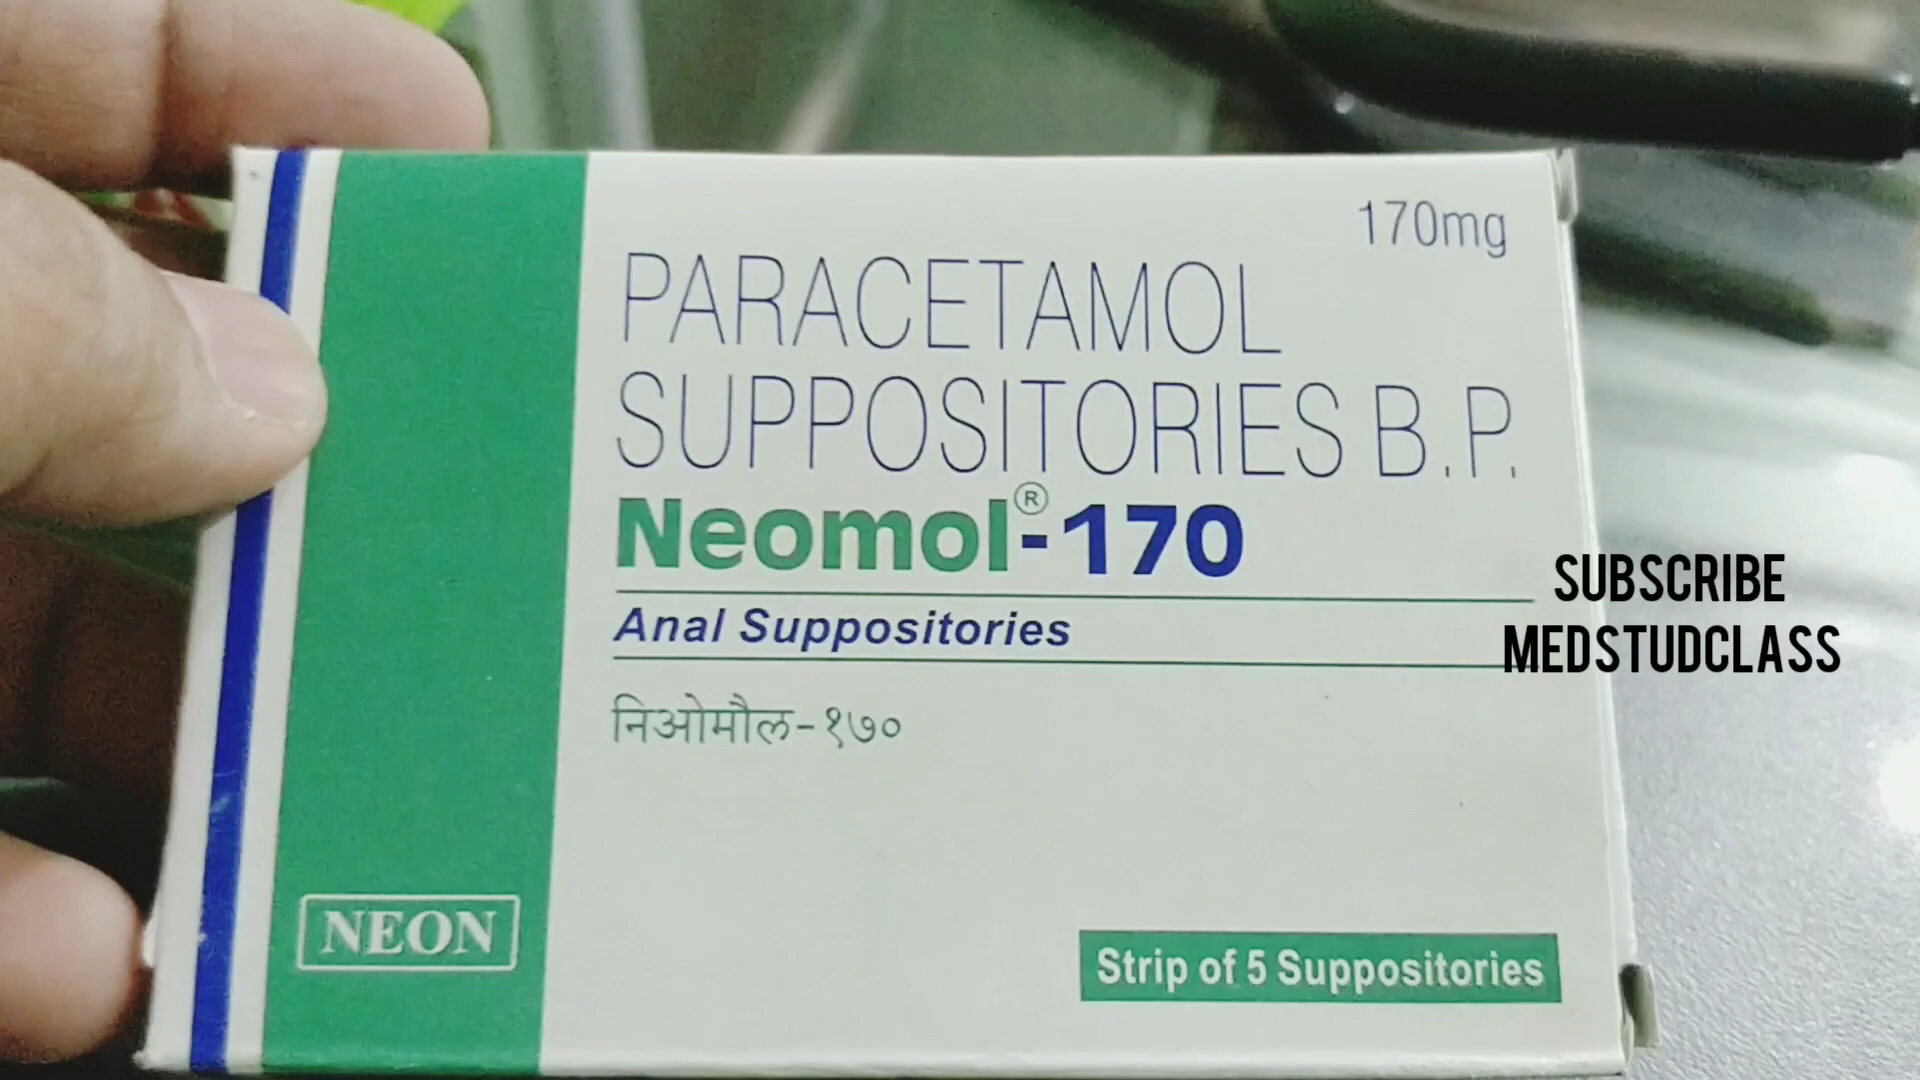 170mg
PARACETAMOL
SUPPOSITORIES B.P.
Neomol®-170
Anal Suppositories
निओमौल-१७०
SUBSCRIBE
MEDSTUDCLASS
NEON
Strip of 5 Suppositories